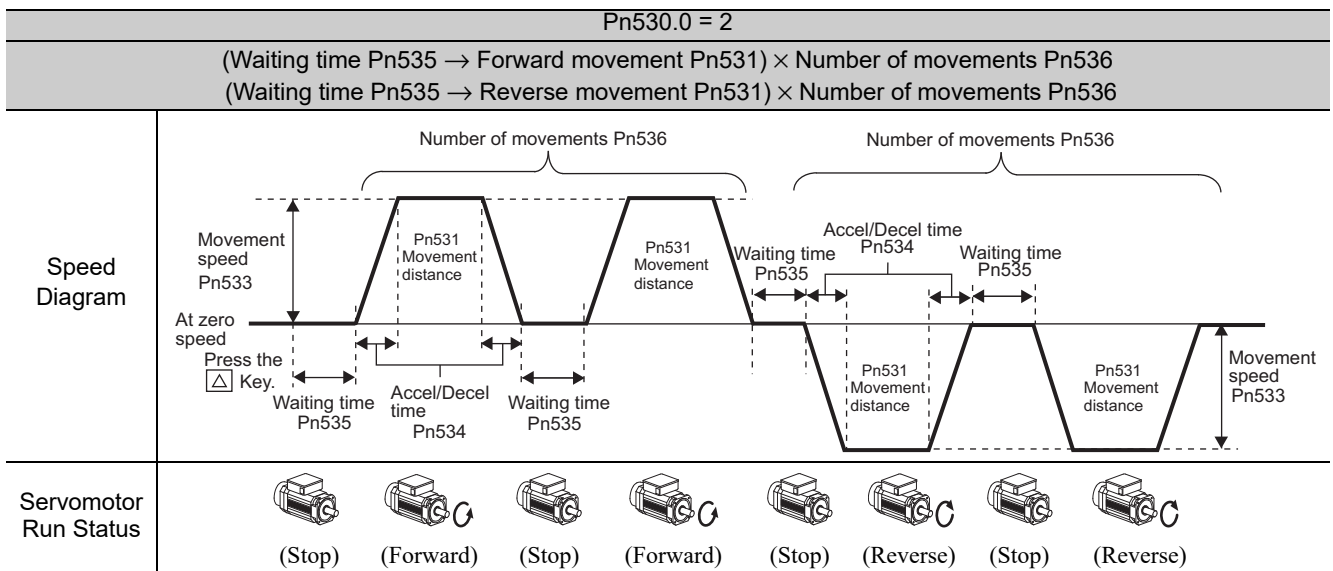 Pn530.0 = 2
(Waiting time Pn535 → Forward movement Pn531) × Number of movements Pn536
(Waiting time Pn535 → Reverse movement Pn531) × Number of movements Pn536
Speed
Diagram
Number of movements Pn536
Number of movements Pn536
Movement
speed
Pn533
Pn531
Movement
distance
Pn531
Movement
distance
Waiting time
Pn535
Accel/Decel time
Pn534
Waiting time
Pn535
At zero
speed
Press the
△ Key.
Waiting time
Pn535
Accel/Decel
time
Pn534
Waiting time
Pn535
Pn531
Movement
distance
Pn531
Movement
distance
Movement
speed
Pn533
Servomotor
Run Status
(Stop) (Forward) (Stop) (Forward) (Stop) (Reverse) (Stop) (Reverse)